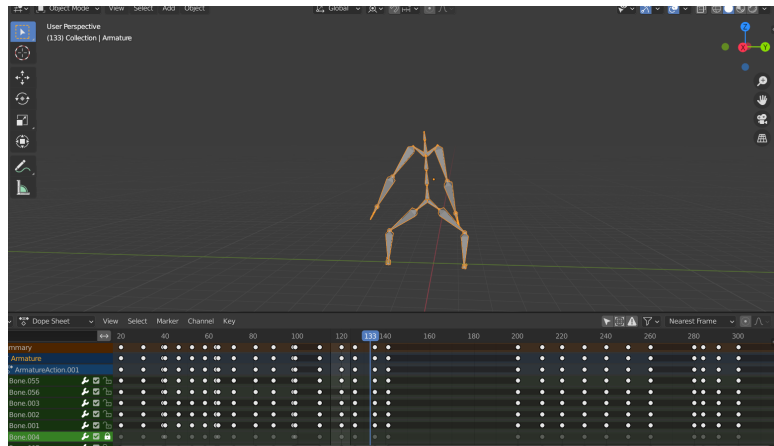 Object Mode View Select Add Object Global
User Perspective
(133) Collection | Armature
Z
Y
Dope Sheet View Select Marker Channel Key Nearest Frame
20 40 60 80 100 120 133 140 160 180 200 220 240 260 280 300
mmary
Armature
ArmatureAction.001
Bone.055
Bone.056
Bone.003
Bone.002
Bone.001
Bone.004